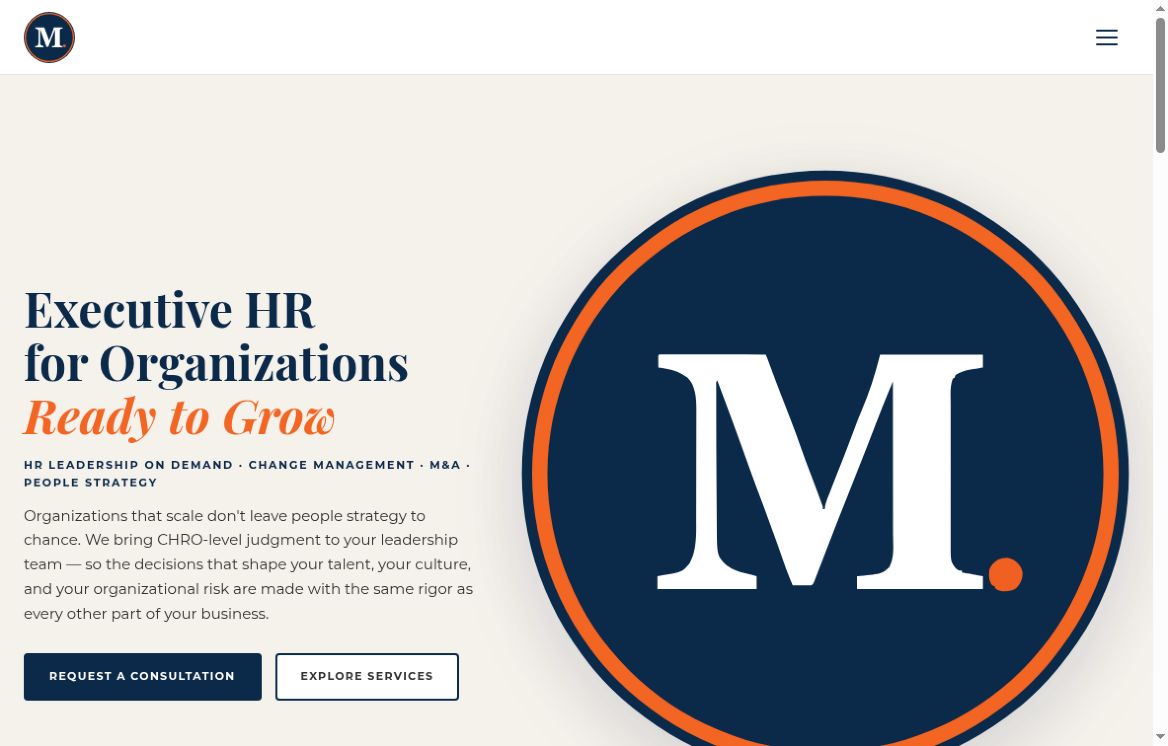 M.
Executive HR
for Organizations
Ready to Grow
HR LEADERSHIP ON DEMAND · CHANGE MANAGEMENT · M&A ·
PEOPLE STRATEGY
Organizations that scale don't leave people strategy to
chance. We bring CHRO-level judgment to your leadership
team — so the decisions that shape your talent, your culture,
and your organizational risk are made with the same rigor as
every other part of your business.
REQUEST A CONSULTATION
EXPLORE SERVICES
M.